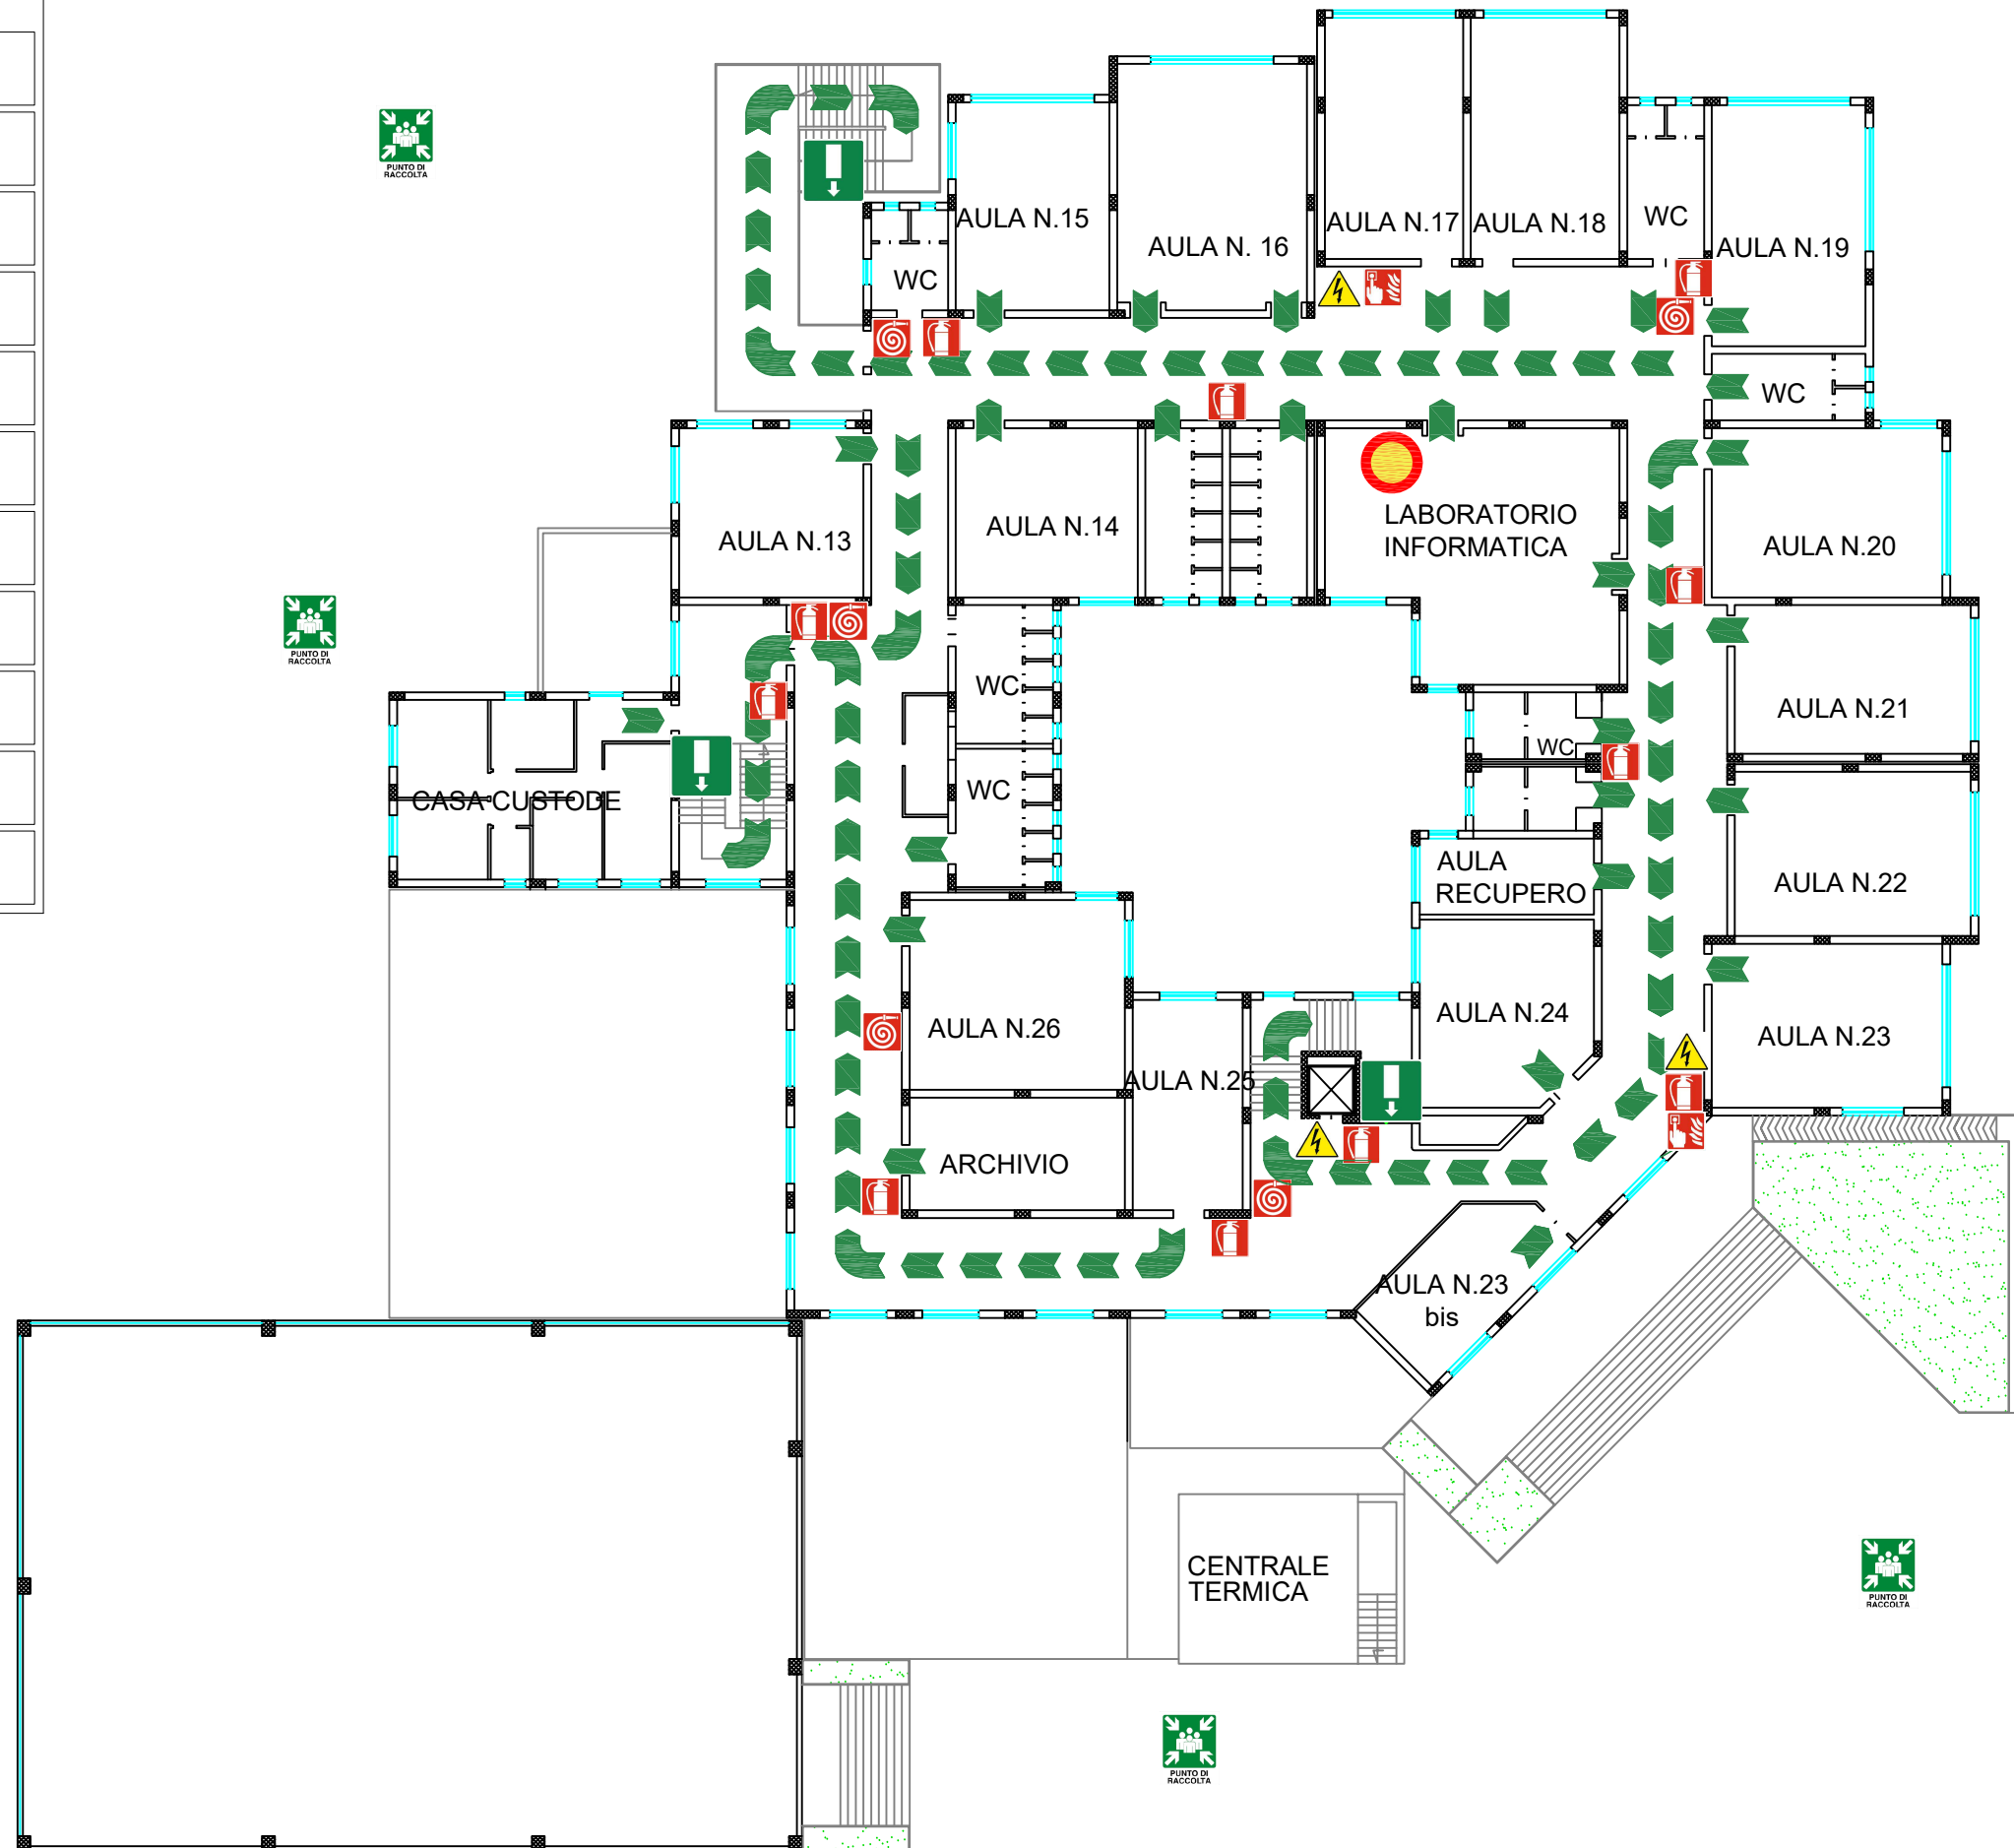 PUNTO DI
RACCOLTA
AULA N.15
AULA N. 16
AULA N.17
AULA N.18
WC
AULA N.19
WC
WC
AULA N.13
AULA N.14
LABORATORIO
INFORMATICA
AULA N.20
PUNTO DI
RACCOLTA
WC
AULA N.21
WC
WC
CASA CUSTODE
AULA
RECUPERO
AULA N.22
AULA N.26
AULA N.24
AULA N.23
AULA N.25
ARCHIVIO
AULA N.23
bis
CENTRALE
TERMICA
PUNTO DI
RACCOLTA
PUNTO DI
RACCOLTA